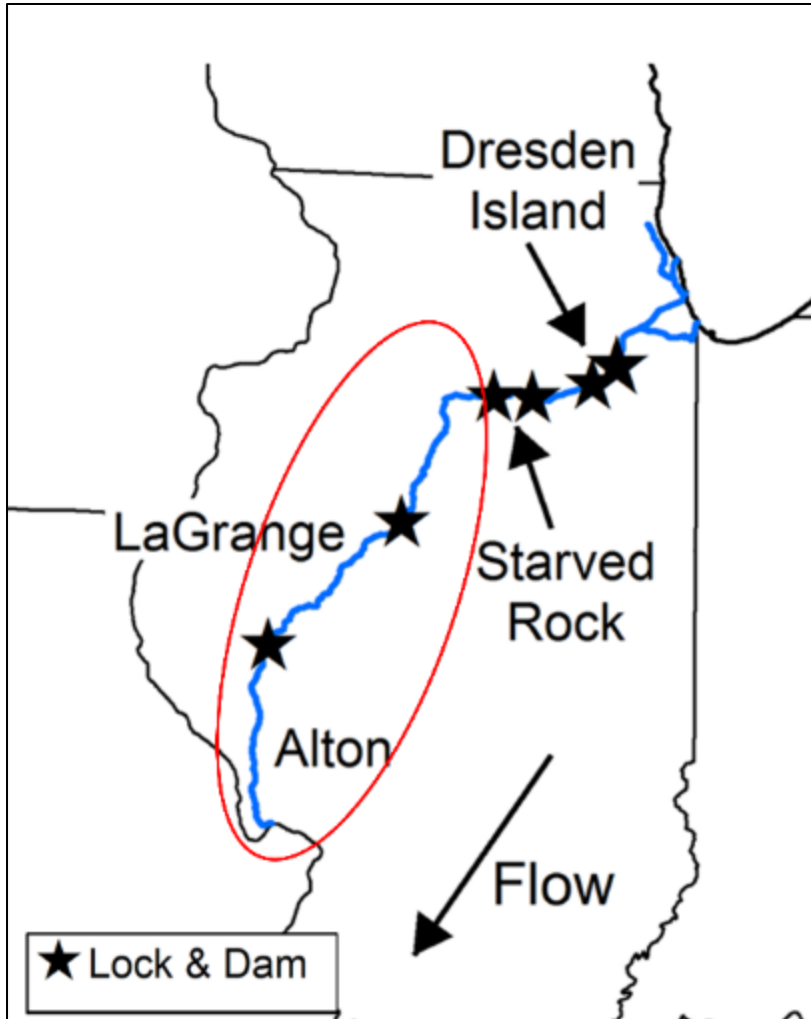 Dresden
Island
LaGrange
Starved
Rock
Alton
Flow
Lock & Dam